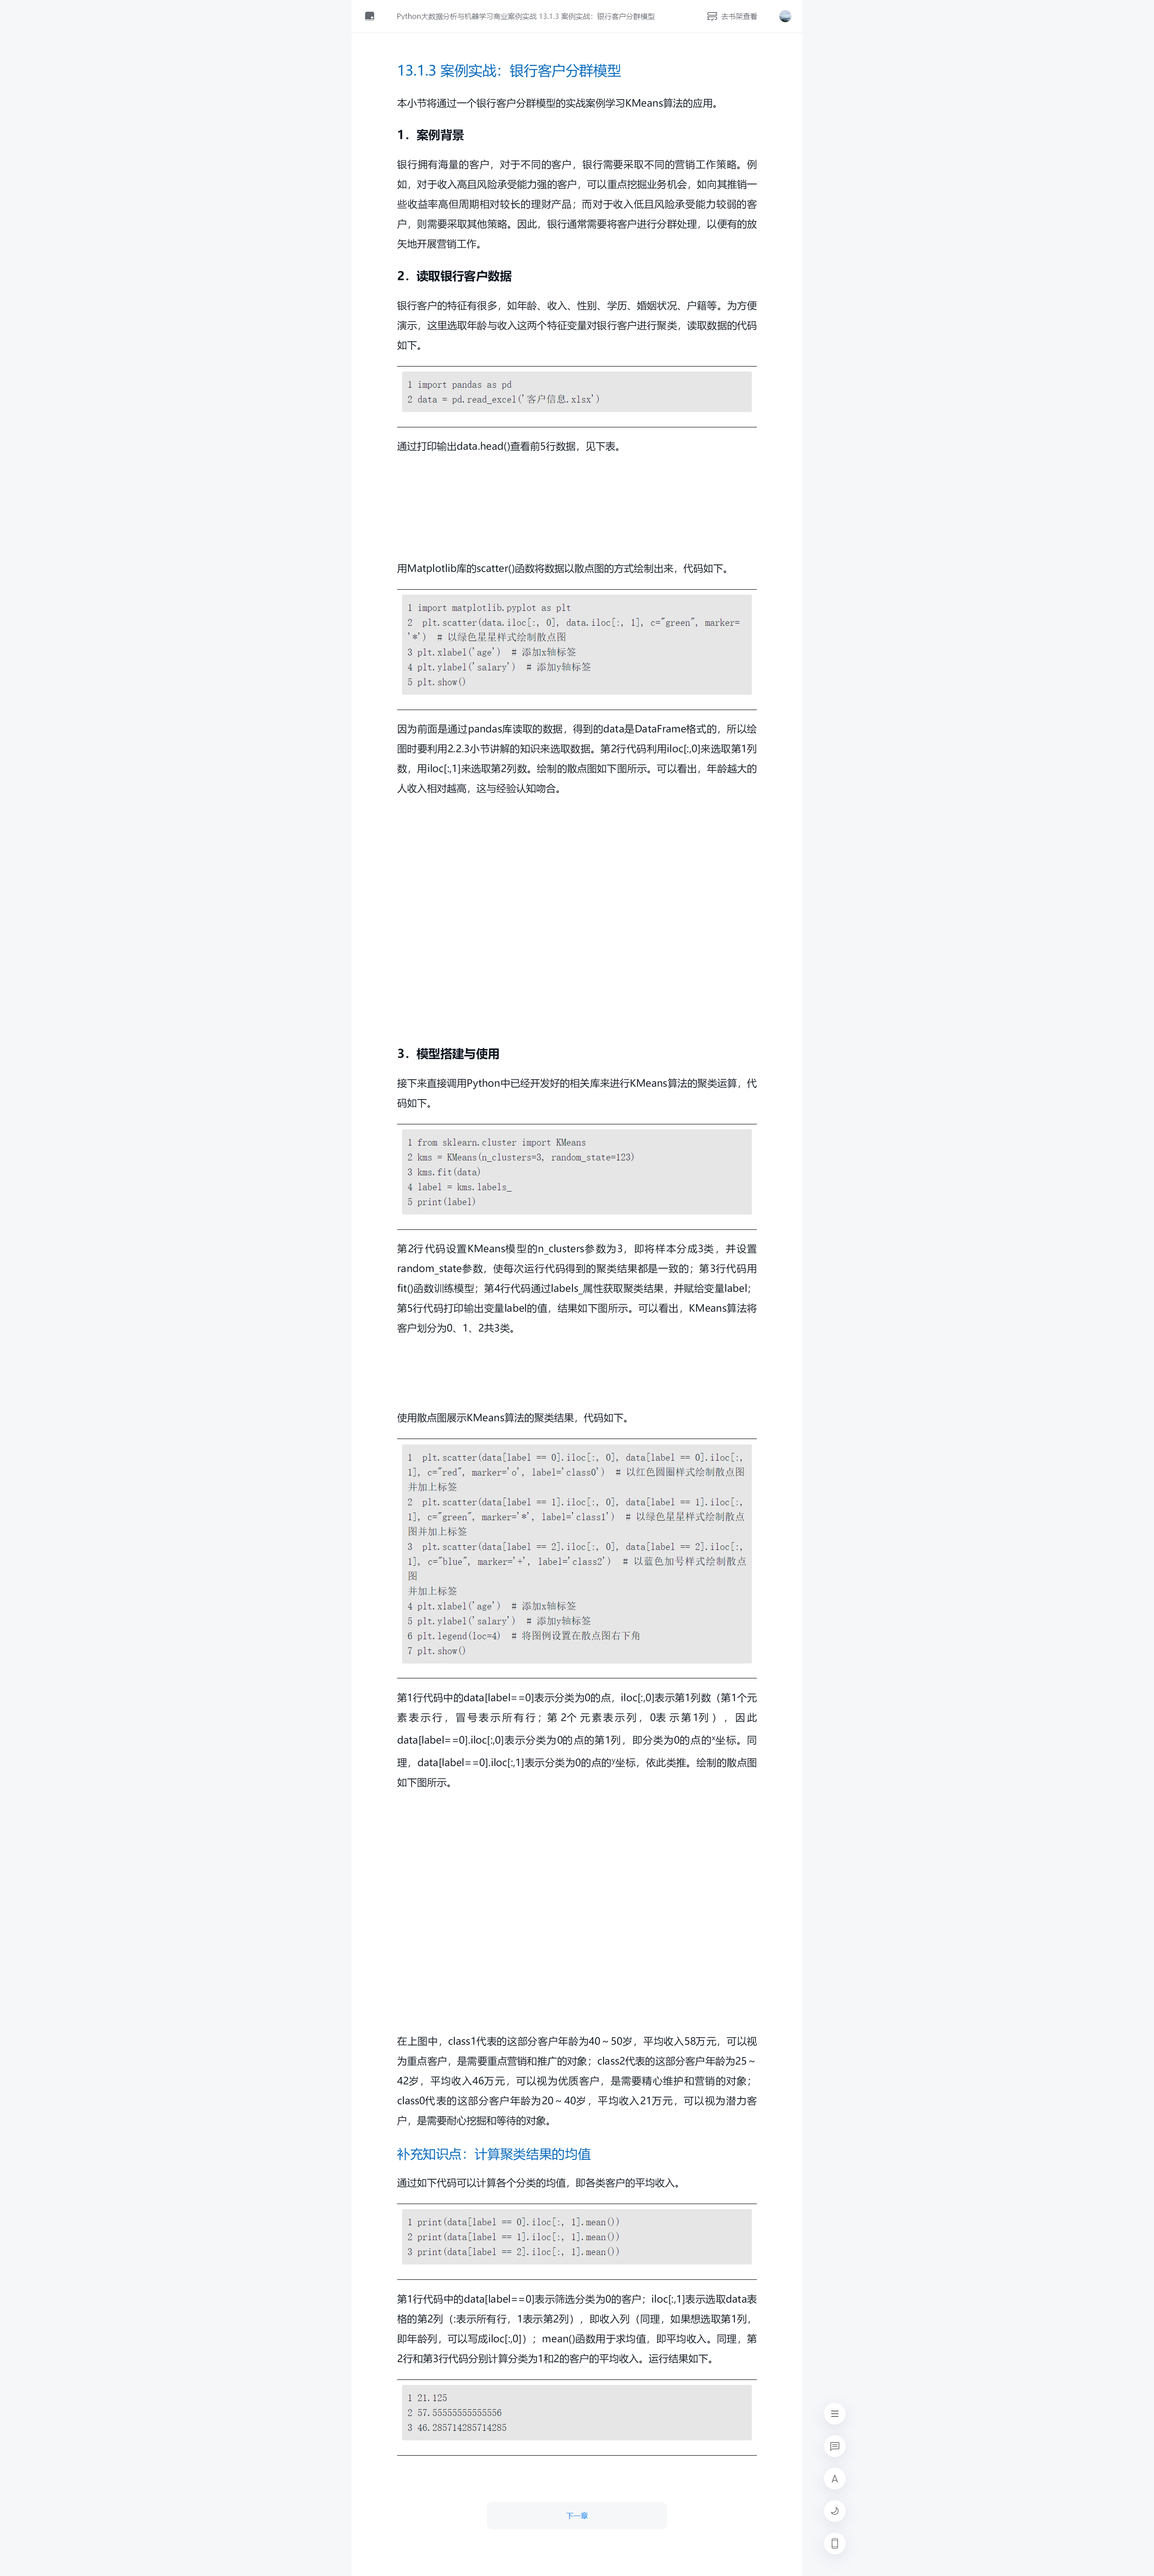 Python大数据分析与机器学习商业案例实战 13.1.3 案例实战：银行客户分群模型
去书架查看
13.1.3 案例实战：银行客户分群模型
本小节将通过一个银行客户分群模型的实战案例学习KMeans算法的应用。
1．案例背景
银行拥有海量的客户，对于不同的客户，银行需要采取不同的营销工作策略。例
如，对于收入高且风险承受能力强的客户，可以重点挖掘业务机会，如向其推销一
些收益率高但周期相对较长的理财产品；而对于收入低且风险承受能力较弱的客
户，则需要采取其他策略。因此，银行通常需要将客户进行分群处理，以便有的放
矢地开展营销工作。
2．读取银行客户数据
银行客户的特征有很多，如年龄、收入、性别、学历、婚姻状况、户籍等。为方便
演示，这里选取年龄与收入这两个特征变量对银行客户进行聚类，读取数据的代码
如下。
1 import pandas as pd
2 data = pd.read_excel('客户信息.xlsx')
通过打印输出data.head()查看前5行数据，见下表。
用Matplotlib库的scatter()函数将数据以散点图的方式绘制出来，代码如下。
1 import matplotlib.pyplot as plt
2  plt.scatter(data.iloc[:, 0], data.iloc[:, 1], c="green", marker=
'*')  # 以绿色星星样式绘制散点图
3 plt.xlabel('age')  # 添加x轴标签
4 plt.ylabel('salary')  # 添加y轴标签
5 plt.show()
因为前面是通过pandas库读取的数据，得到的data是DataFrame格式的，所以绘
图时要利用2.2.3小节讲解的知识来选取数据。第2行代码利用iloc[:,0]来选取第1列
数，用iloc[:,1]来选取第2列数。绘制的散点图如下图所示。可以看出，年龄越大的
人收入相对越高，这与经验认知吻合。
3．模型搭建与使用
接下来直接调用Python中已经开发好的相关库来进行KMeans算法的聚类运算，代
码如下。
1 from sklearn.cluster import KMeans
2 kms = KMeans(n_clusters=3, random_state=123)
3 kms.fit(data)
4 label = kms.labels_
5 print(label)
第2行代码设置KMeans模型的n_clusters参数为3，即将样本分成3类，并设置
random_state参数，使每次运行代码得到的聚类结果都是一致的；第3行代码用
fit()函数训练模型；第4行代码通过labels_属性获取聚类结果，并赋给变量label；
第5行代码打印输出变量label的值，结果如下图所示。可以看出，KMeans算法将
客户划分为0、1、2共3类。
使用散点图展示KMeans算法的聚类结果，代码如下。
1  plt.scatter(data[label == 0].iloc[:, 0], data[label == 0].iloc[:,
1], c="red", marker='o', label='class0')  # 以红色圆圈样式绘制散点图
并加上标签
2  plt.scatter(data[label == 1].iloc[:, 0], data[label == 1].iloc[:,
1], c="green", marker='*', label='class1')  # 以绿色星星样式绘制散点
图并加上标签
3  plt.scatter(data[label == 2].iloc[:, 0], data[label == 2].iloc[:,
1], c="blue", marker='+', label='class2')  # 以蓝色加号样式绘制散点
图
并加上标签
4 plt.xlabel('age')  # 添加x轴标签
5 plt.ylabel('salary')  # 添加y轴标签
6 plt.legend(loc=4)  # 将图例设置在散点图右下角
7 plt.show()
第1行代码中的data[label==0]表示分类为0的点，iloc[:,0]表示第1列数（第1个元
素表示行，冒号表示所有行；第2个元素表示列，0表示第1列），因此
data[label==0].iloc[:,0]表示分类为0的点的第1列，即分类为0的点的x坐标。同
理，data[label==0].iloc[:,1]表示分类为0的点的y坐标，依此类推。绘制的散点图
如下图所示。
在上图中，class1代表的这部分客户年龄为40～50岁，平均收入58万元，可以视
为重点客户，是需要重点营销和推广的对象；class2代表的这部分客户年龄为25～
42岁，平均收入46万元，可以视为优质客户，是需要精心维护和营销的对象；
class0代表的这部分客户年龄为20～40岁，平均收入21万元，可以视为潜力客
户，是需要耐心挖掘和等待的对象。
补充知识点：计算聚类结果的均值
通过如下代码可以计算各个分类的均值，即各类客户的平均收入。
1 print(data[label == 0].iloc[:, 1].mean())
2 print(data[label == 1].iloc[:, 1].mean())
3 print(data[label == 2].iloc[:, 1].mean())
第1行代码中的data[label==0]表示筛选分类为0的客户；iloc[:,1]表示选取data表
格的第2列（:表示所有行，1表示第2列），即收入列（同理，如果想选取第1列，
即年龄列，可以写成iloc[:,0]）；mean()函数用于求均值，即平均收入。同理，第
2行和第3行代码分别计算分类为1和2的客户的平均收入。运行结果如下。
1 21.125
2 57.55555555555556
3 46.285714285714285
A
下一章